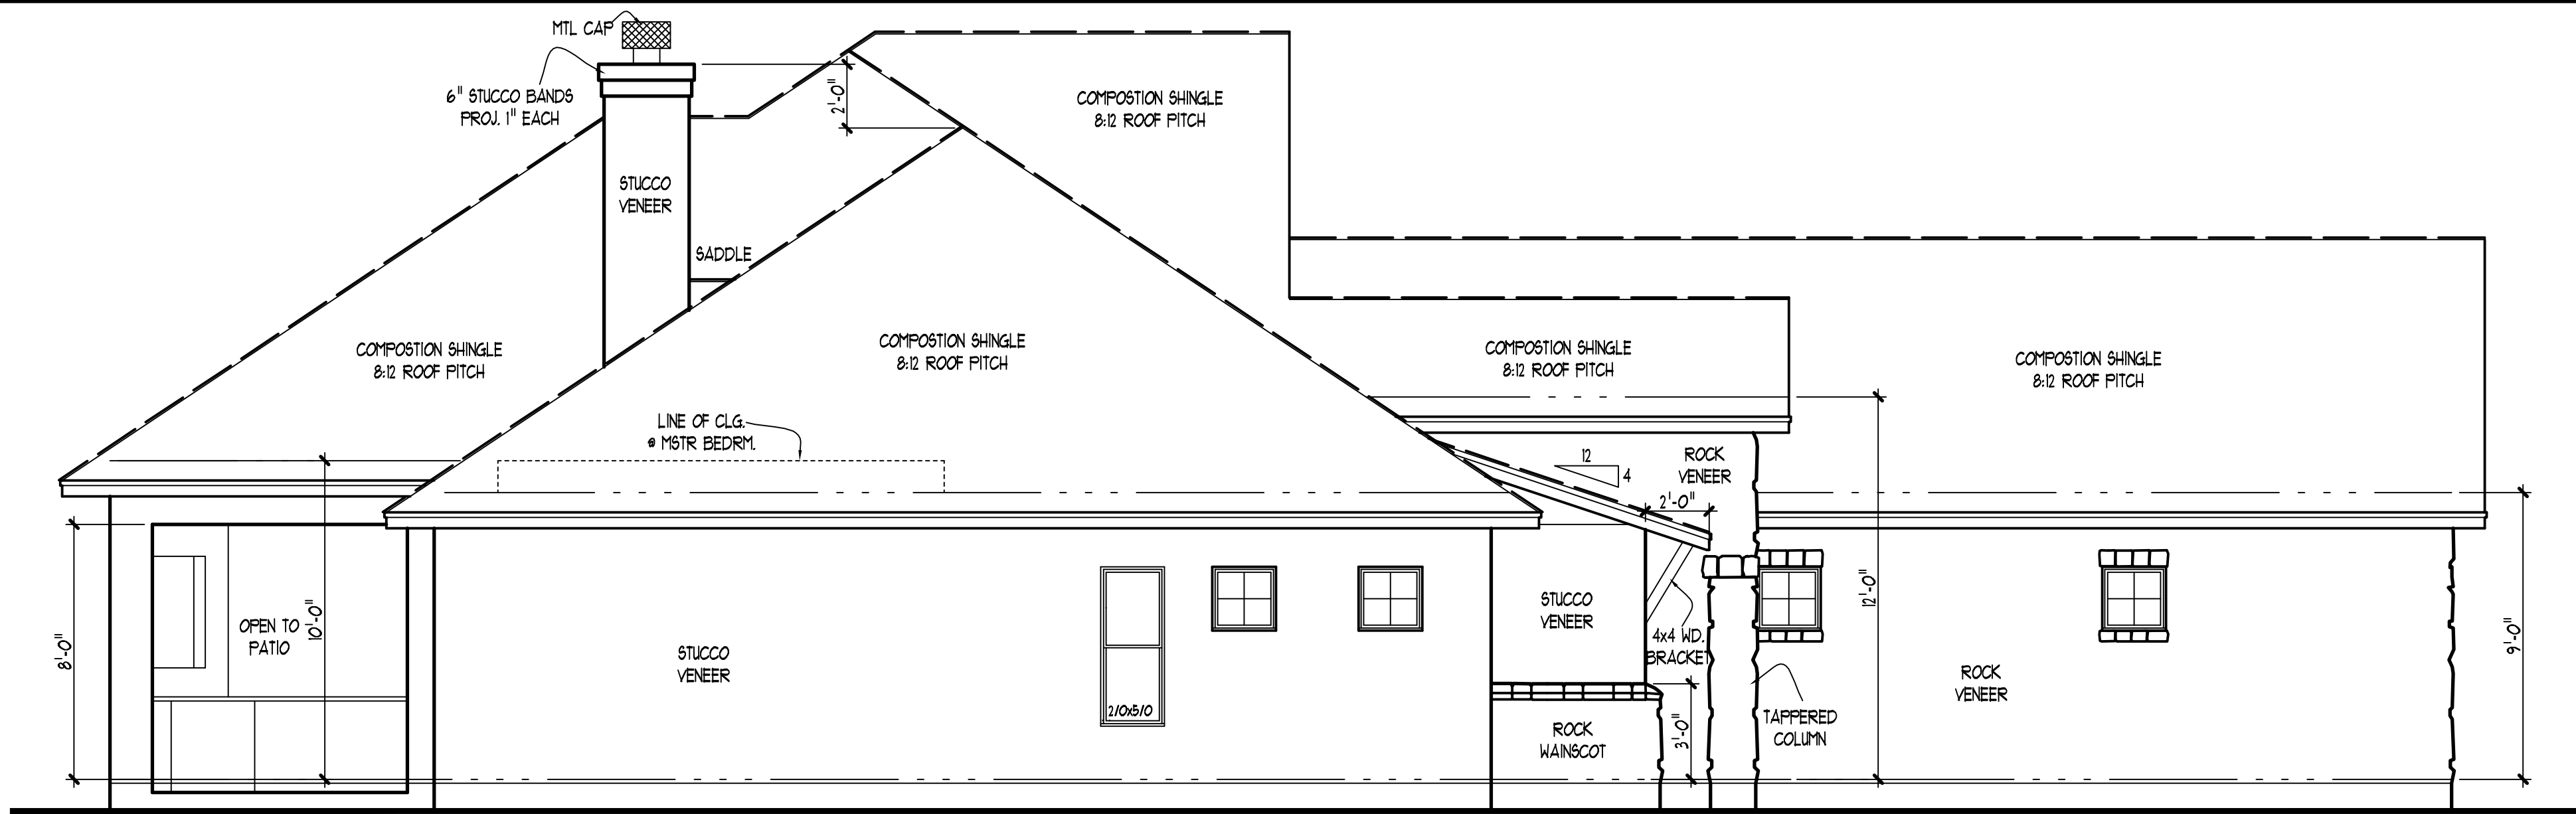 MTL CAP
6" STUCCO BANDS
PROJ. 1" EACH
2'-0"
COMPOSTION SHINGLE
8:12 ROOF PITCH
STUCCO
VENEER
SADDLE
COMPOSTION SHINGLE
8:12 ROOF PITCH
COMPOSTION SHINGLE
8:12 ROOF PITCH
COMPOSTION SHINGLE
8:12 ROOF PITCH
COMPOSTION SHINGLE
8:12 ROOF PITCH
LINE OF CLG.
@ MSTR BEDRM.
12
4
ROCK
VENEER
2'-0"
8'-0"
OPEN TO
PATIO
10'-0"
STUCCO
VENEER
2/0x5/0
STUCCO
VENEER
4x4 WD.
BRACKET
12'-0"
9'-0"
ROCK
WAINSCOT
3'-0"
TAPPERED
COLUMN
ROCK
VENEER